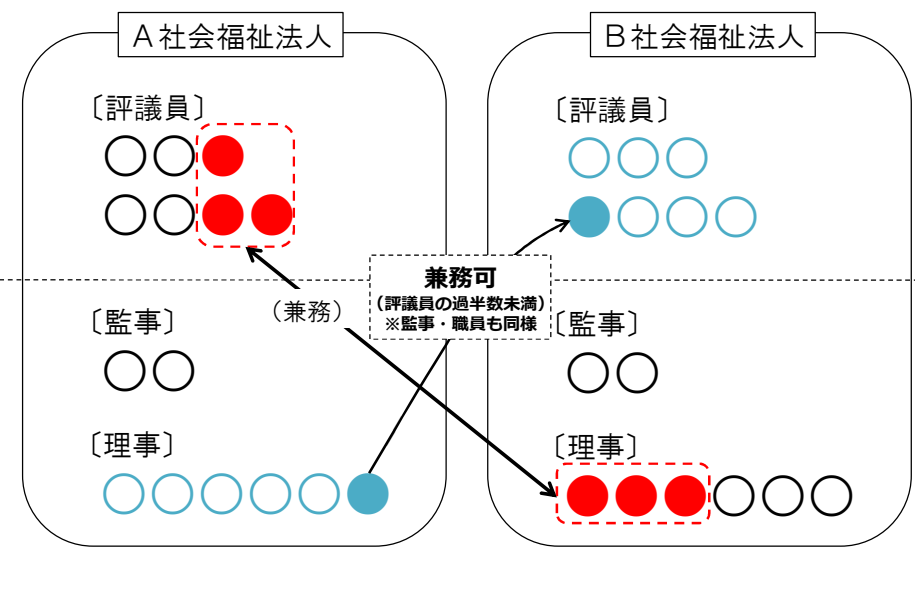 A社会福祉法人
〔評議員〕
(兼務)
〔監事〕
〔理事〕
兼務可
(評議員の過半数未満)
※監事・職員も同様
B社会福祉法人
〔評議員〕
〔監事〕
〔理事〕